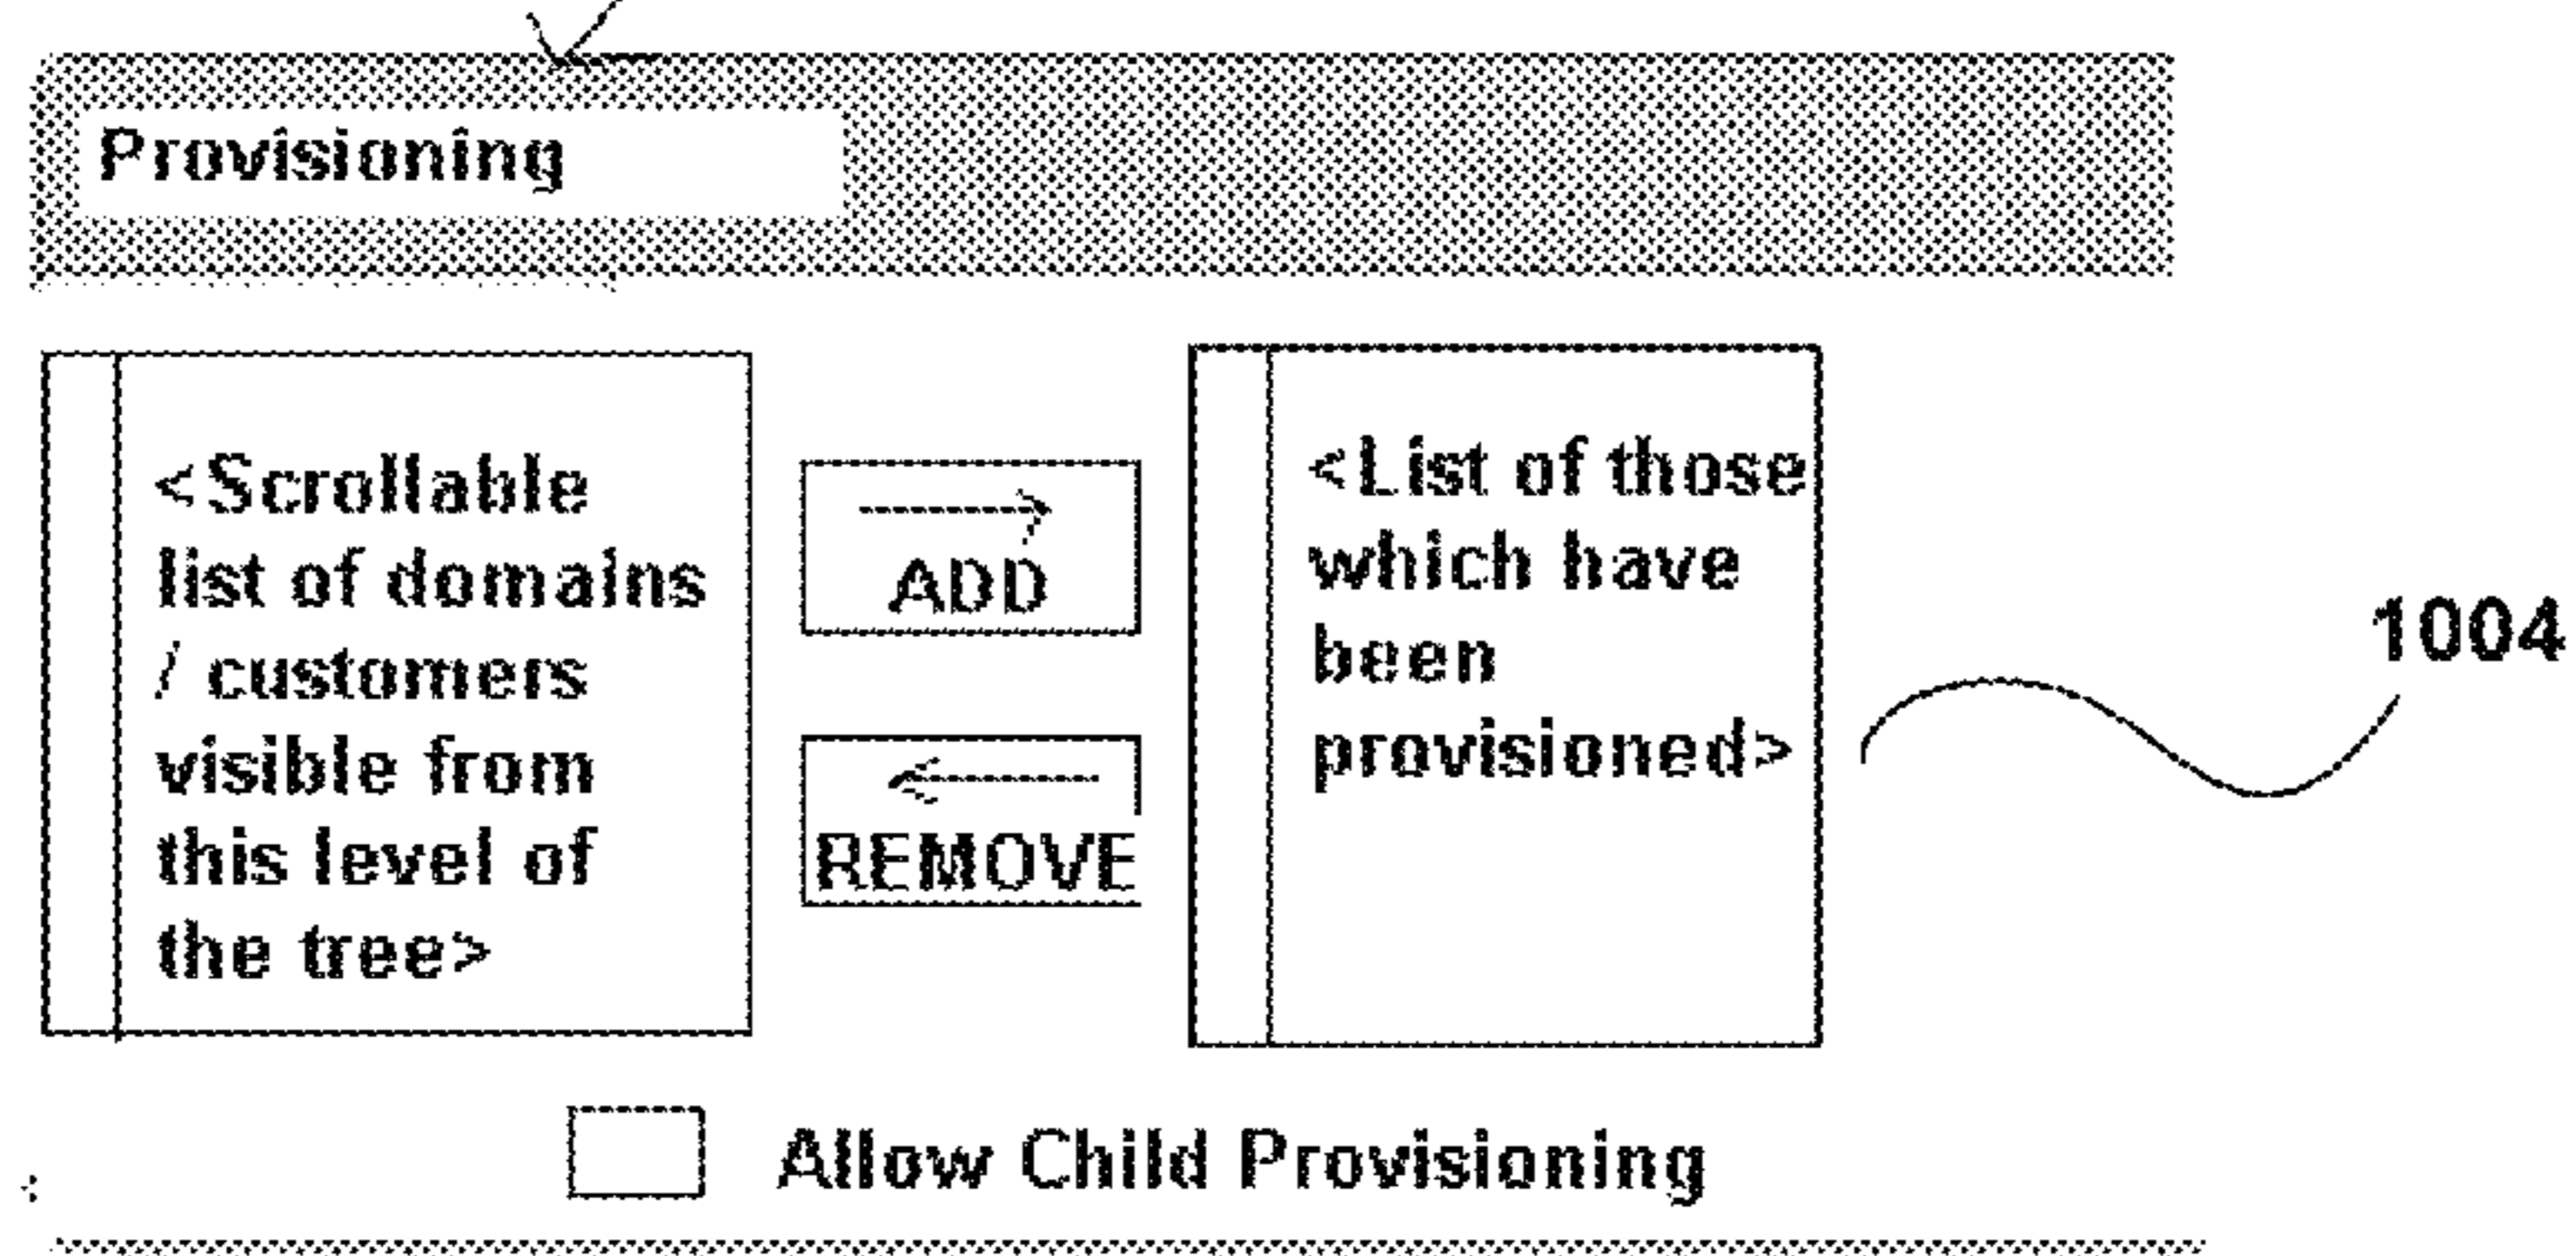 Provisioning
<Scrollable
list of domains
/ customers
visible from
this level of
the tree>
ADD
REMOVE
<List of those
which have
been
provisioned>
1004
Allow Child Provisioning